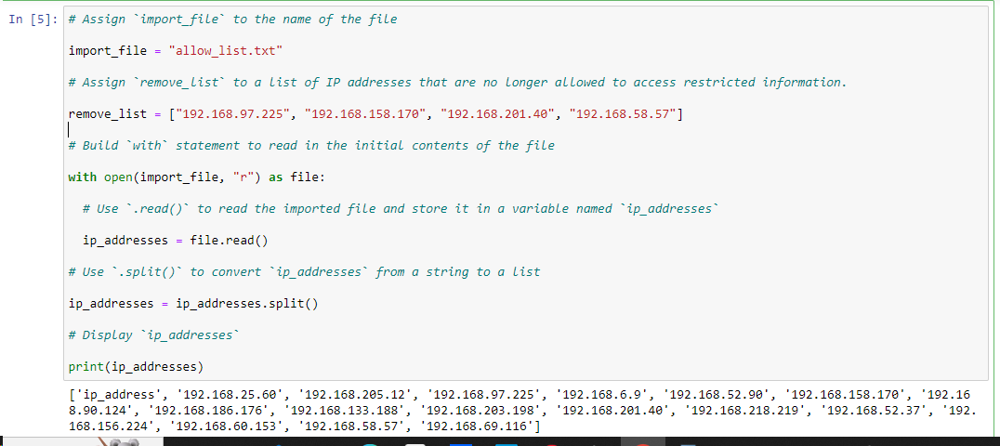 In [5]: # Assign `import_file` to the name of the file
import_file = "allow_list.txt"
# Assign `remove_list` to a list of IP addresses that are no longer allowed to access restricted information.
remove_list = ["192.168.97.225", "192.168.158.170", "192.168.201.40", "192.168.58.57"]
# Build `with` statement to read in the initial contents of the file
with open(import_file, "r") as file:
  # Use `.read()` to read the imported file and store it in a variable named `ip_addresses`
  ip_addresses = file.read()
# Use `.split()` to convert `ip_addresses` from a string to a list
ip_addresses = ip_addresses.split()
# Display `ip_addresses`
print(ip_addresses)
['ip_address', '192.168.25.60', '192.168.205.12', '192.168.97.225', '192.168.6.9', '192.168.52.90', '192.168.158.170', '192.16
8.90.124', '192.168.186.176', '192.168.133.188', '192.168.203.198', '192.168.201.40', '192.168.218.219', '192.168.52.37', '192.
168.156.224', '192.168.60.153', '192.168.58.57', '192.168.69.116']